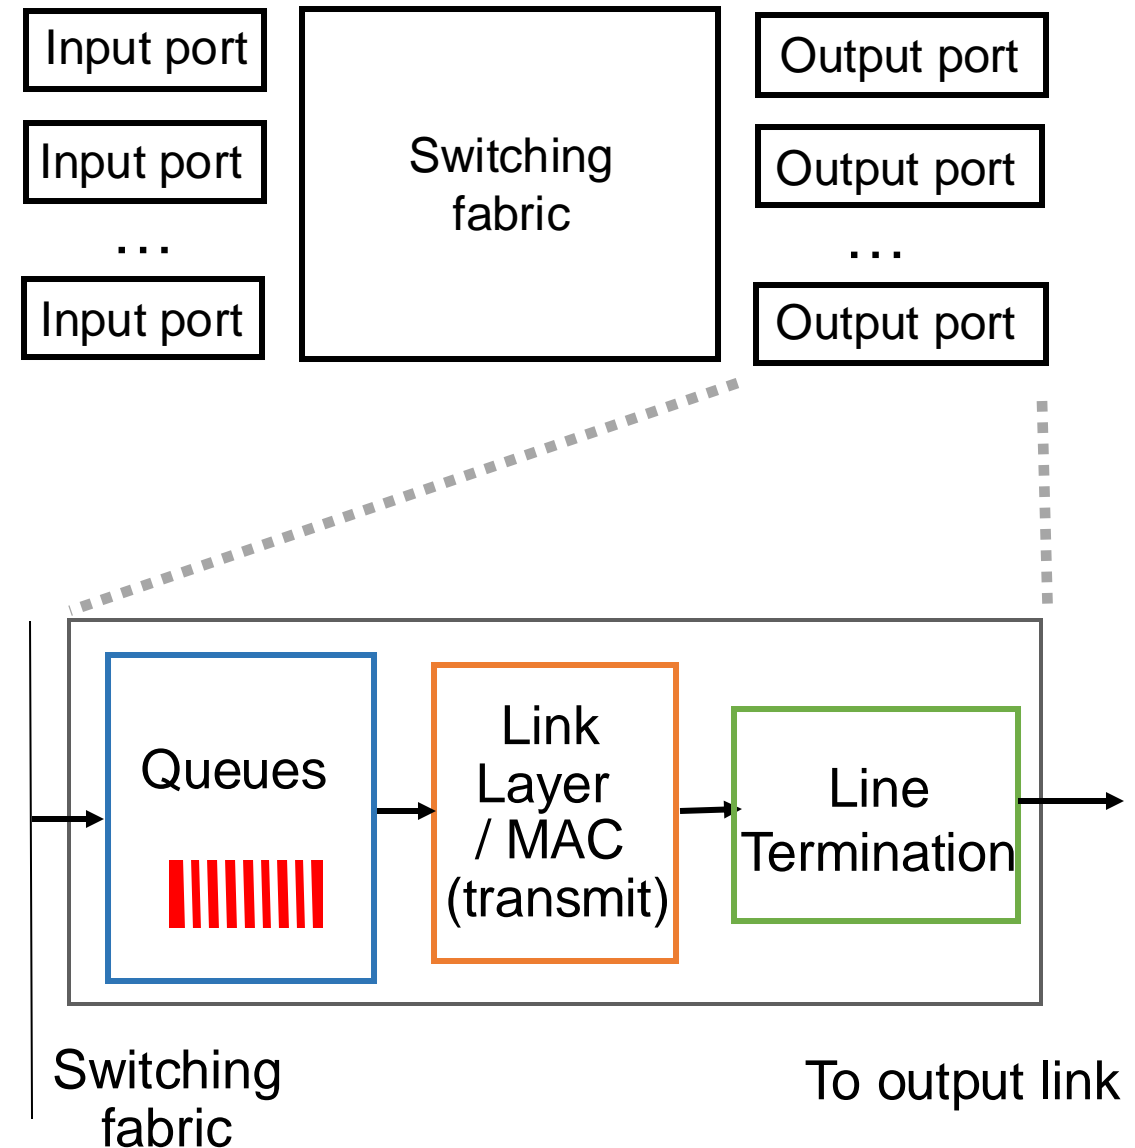 Input port
Input port
…
Input port
Switching
fabric
Output port
Output port
…
Output port
Queues
Link
Layer
/ MAC
(transmit)
Line
Termination
Switching
fabric
To output link